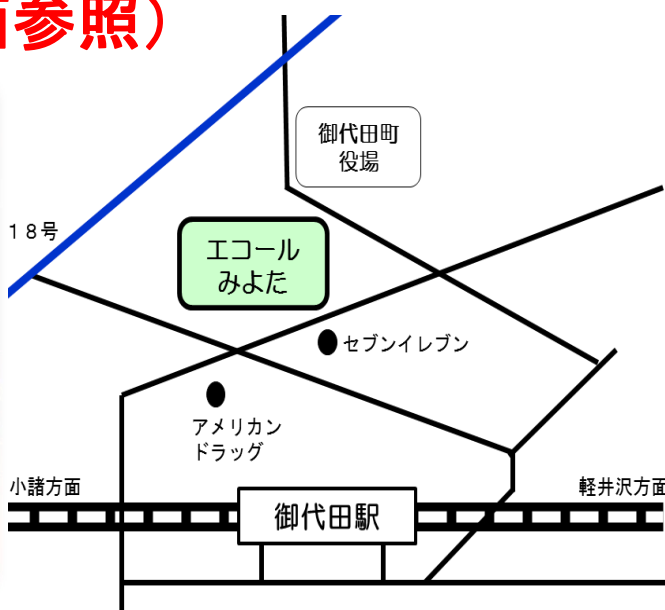 面参照）
御代田町
役場
１８号
エコール
みよた
セブンイレブン
アメリカン
ドラッグ
小諸方面
軽井沢方面
御代田駅